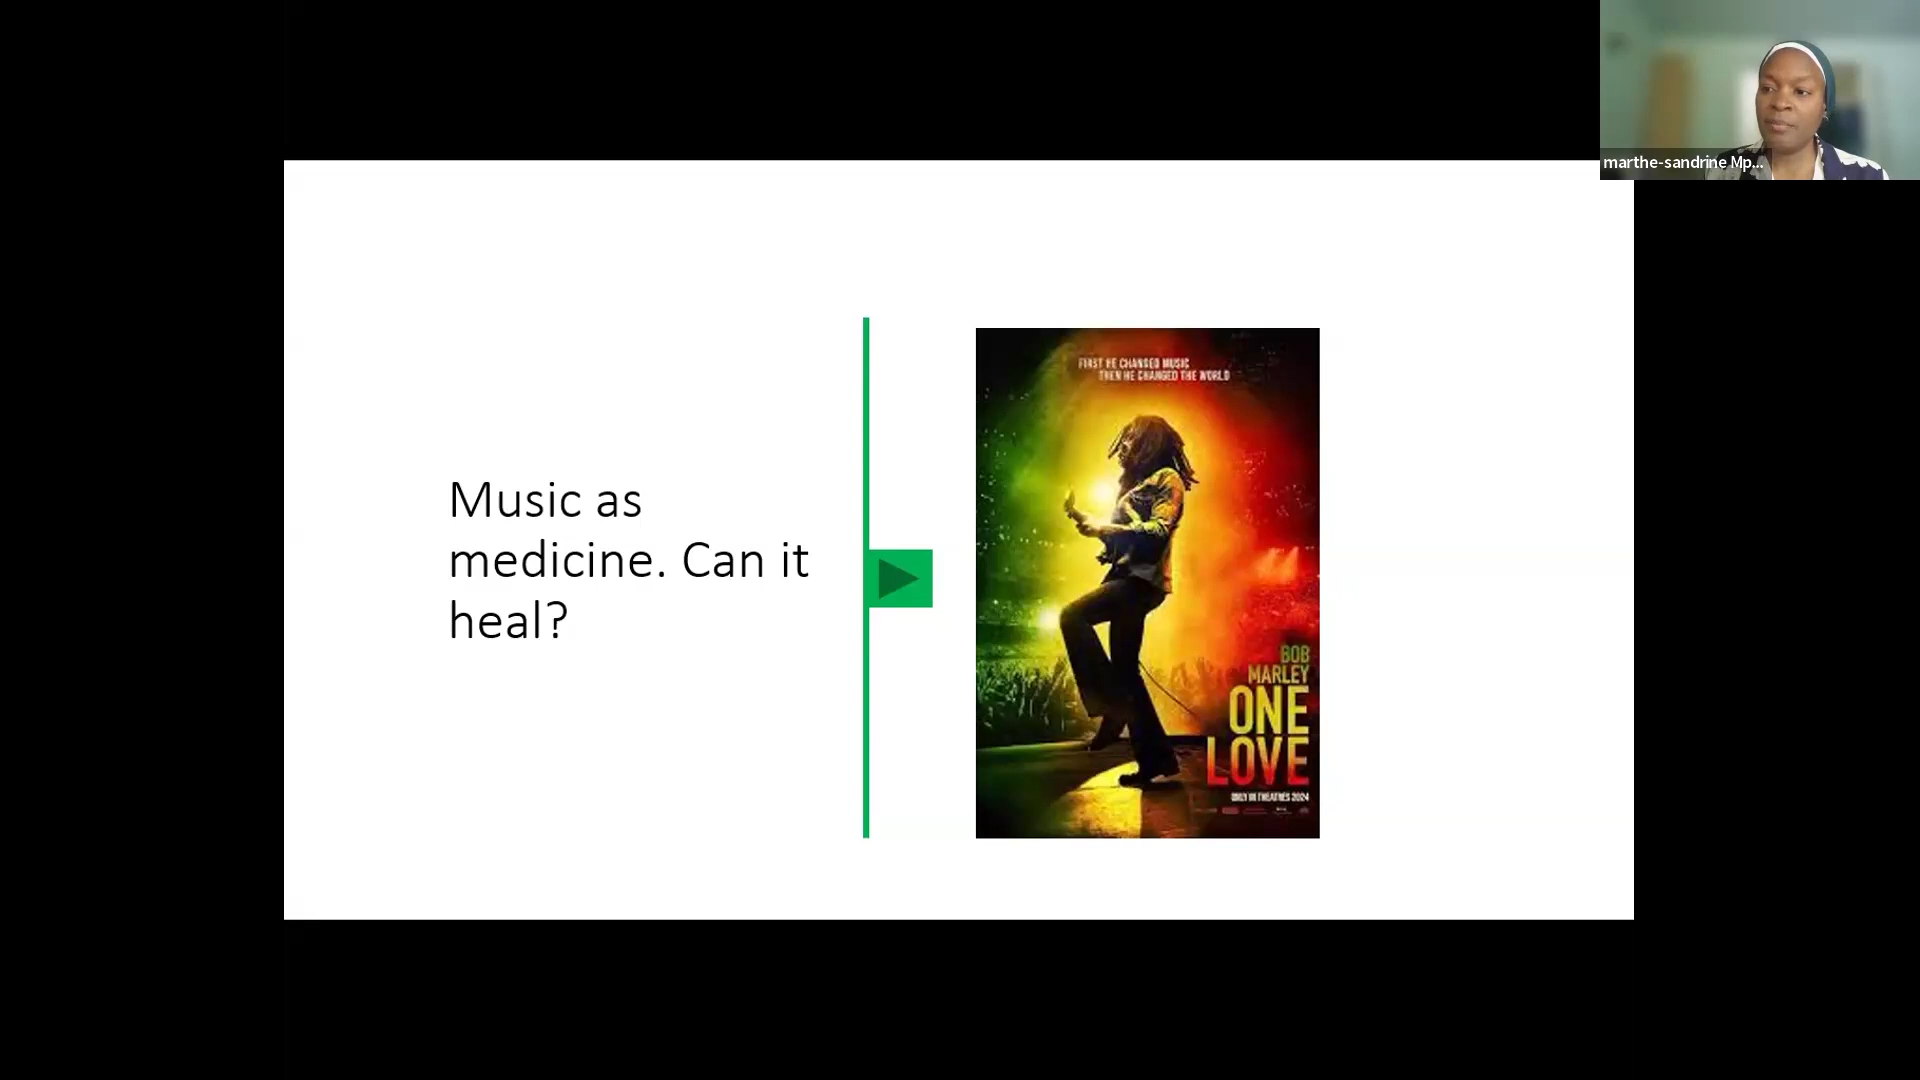 marthe-sandrine Mp...
Music as
medicine. Can it
heal?
FIRST HE CHANGED MUSIC
THEN HE CHANGED THE WORLD
BOB
MARLEY
ONE
LOVE
ONLY IN THEATRES 2024